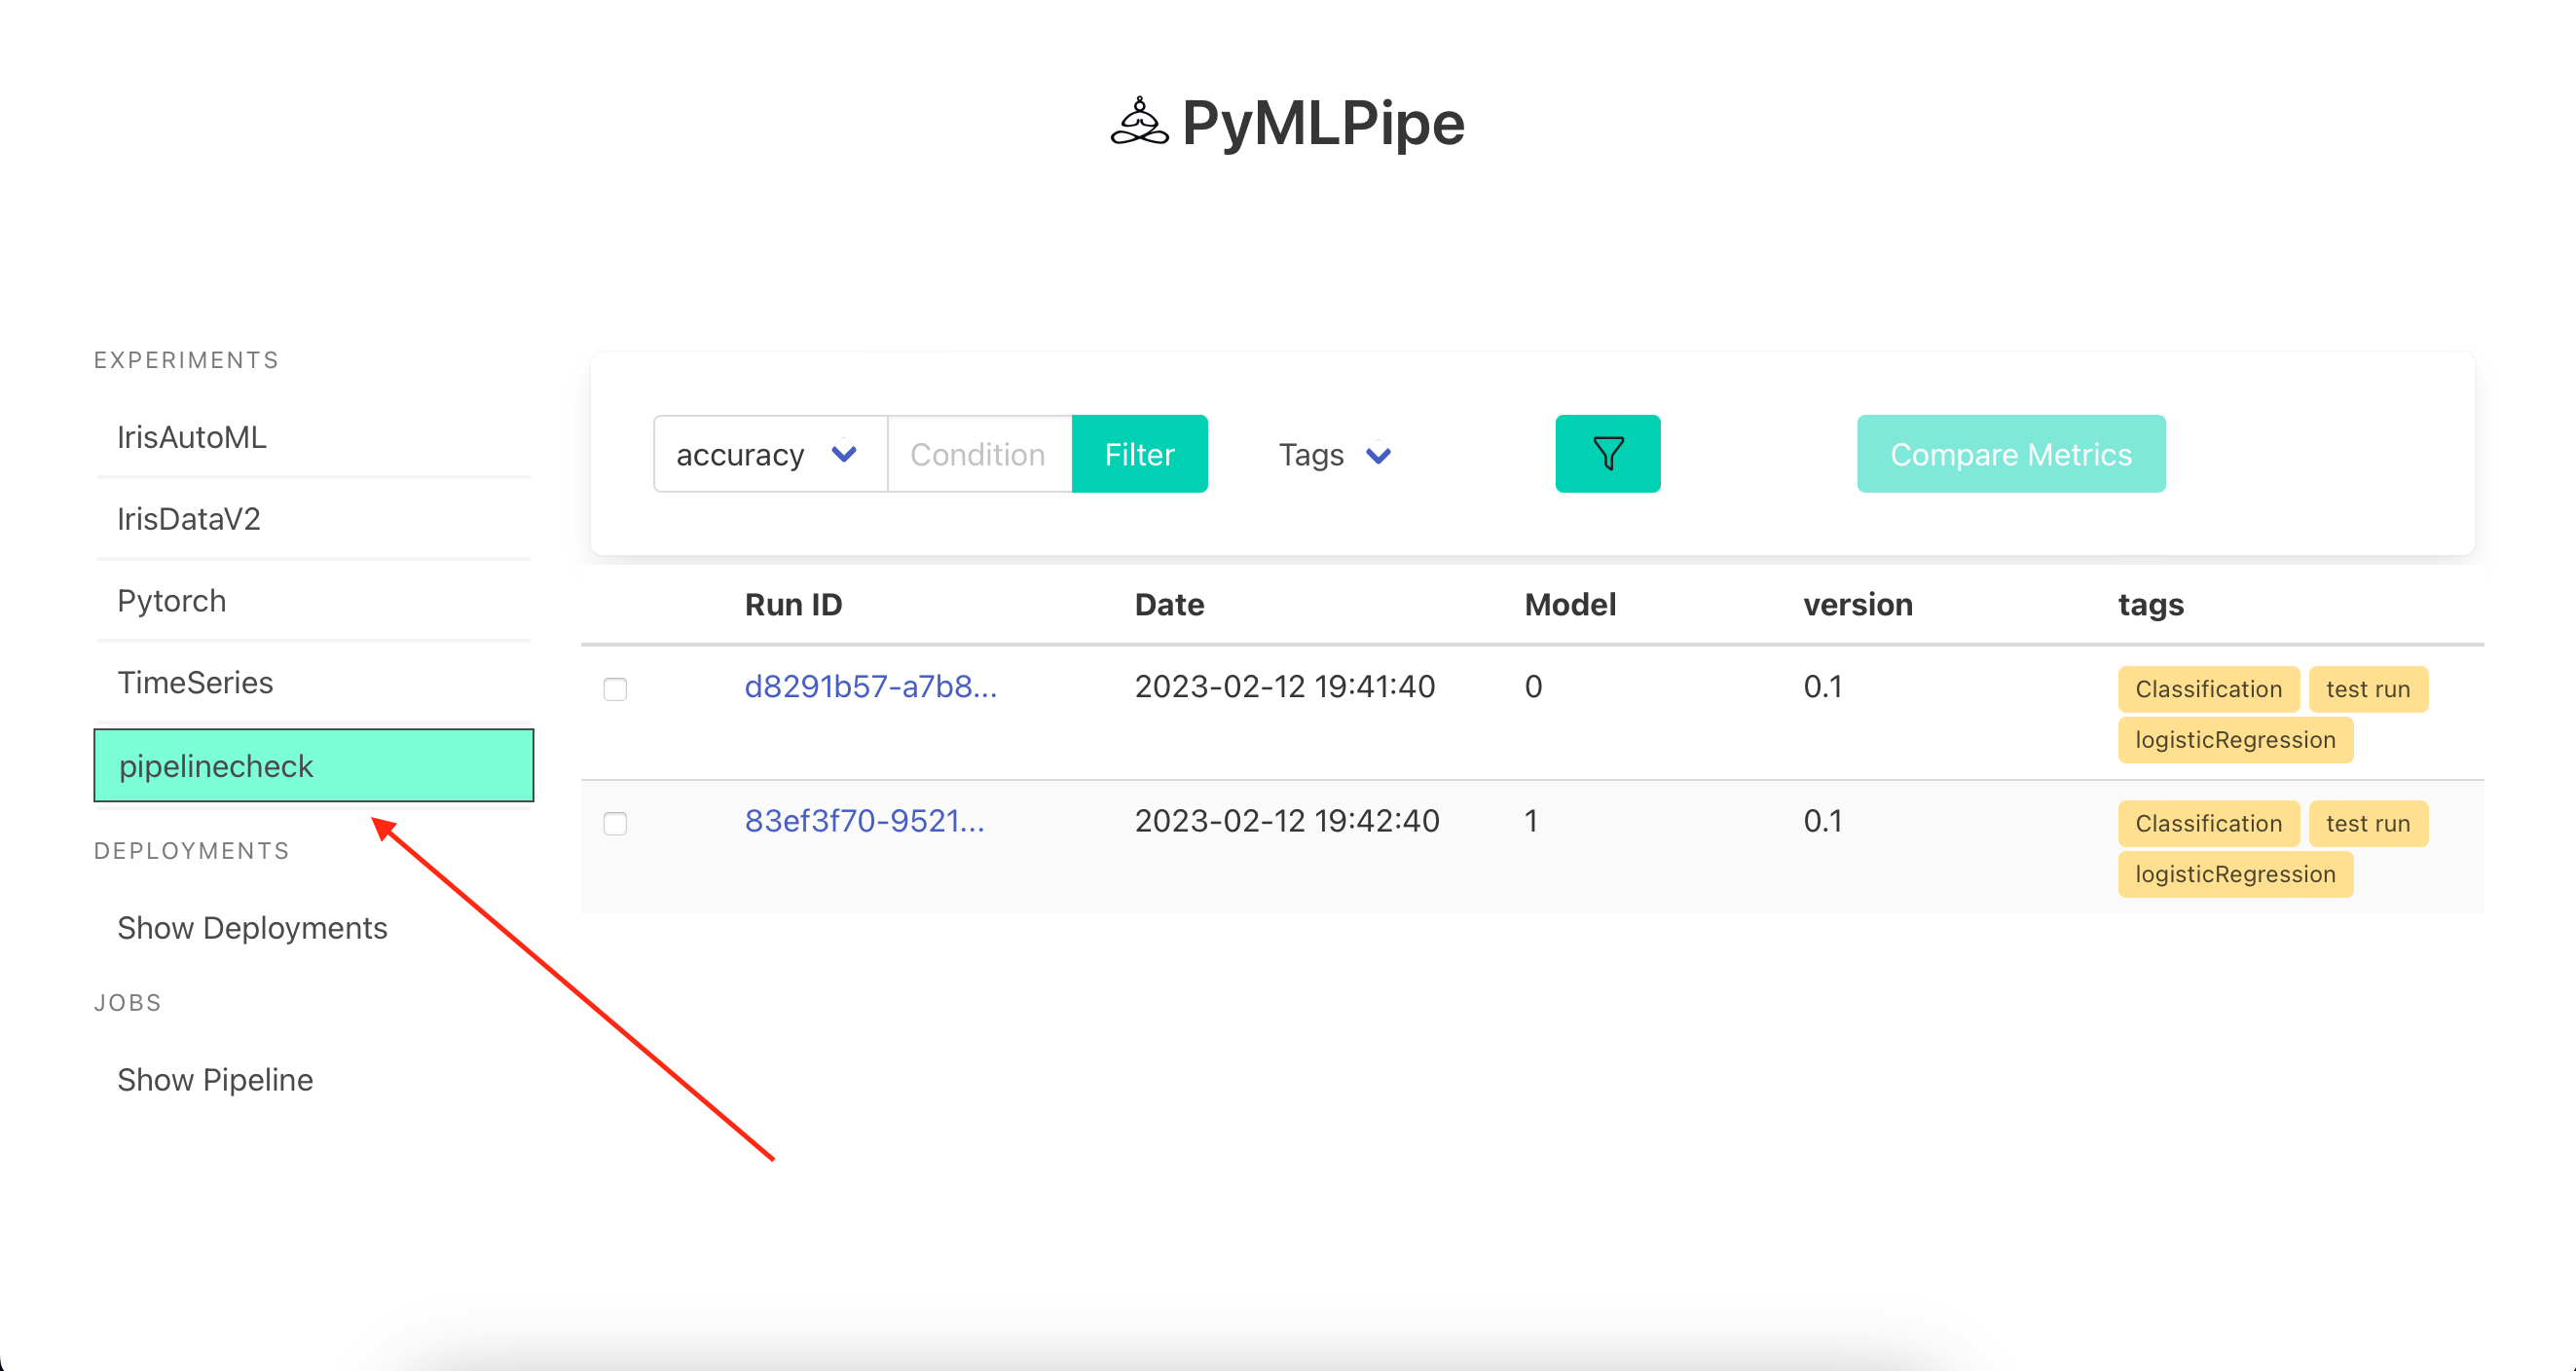 PyMLPipe
EXPERIMENTS
IrisAutoML
IrisDataV2
Pytorch
TimeSeries
pipelinecheck
DEPLOYMENTS
Show Deployments
JOBS
Show Pipeline
accuracy Condition Filter Tags Compare Metrics
Run ID Date Model version tags
d8291b57-a7b8... 2023-02-12 19:41:40 0 0.1 Classification test run
logisticRegression
83ef3f70-9521... 2023-02-12 19:42:40 1 0.1 Classification test run
logisticRegression